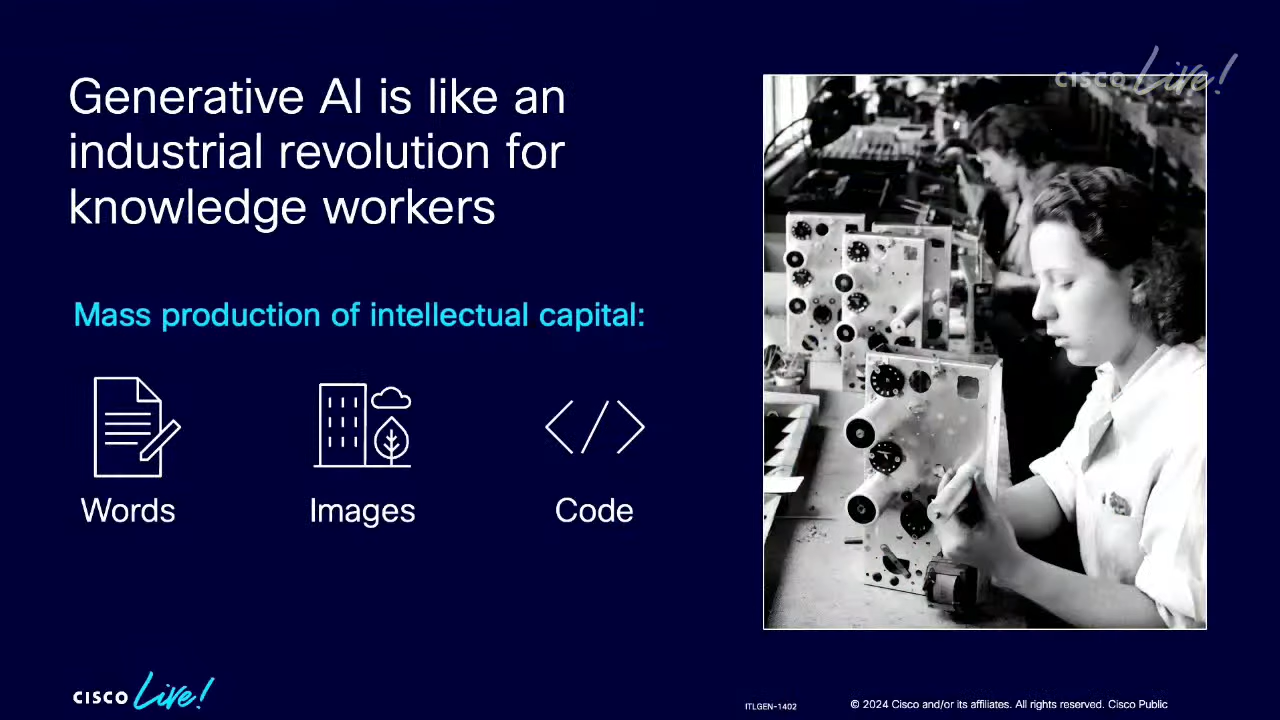 CISCO Live!
Generative AI is like an
industrial revolution for
knowledge workers
Mass production of intellectual capital:
Words
Images
Code
CISCO Live!
ITLGEN-1402
© 2024 Cisco and/or its affiliates. All rights reserved. Cisco Public